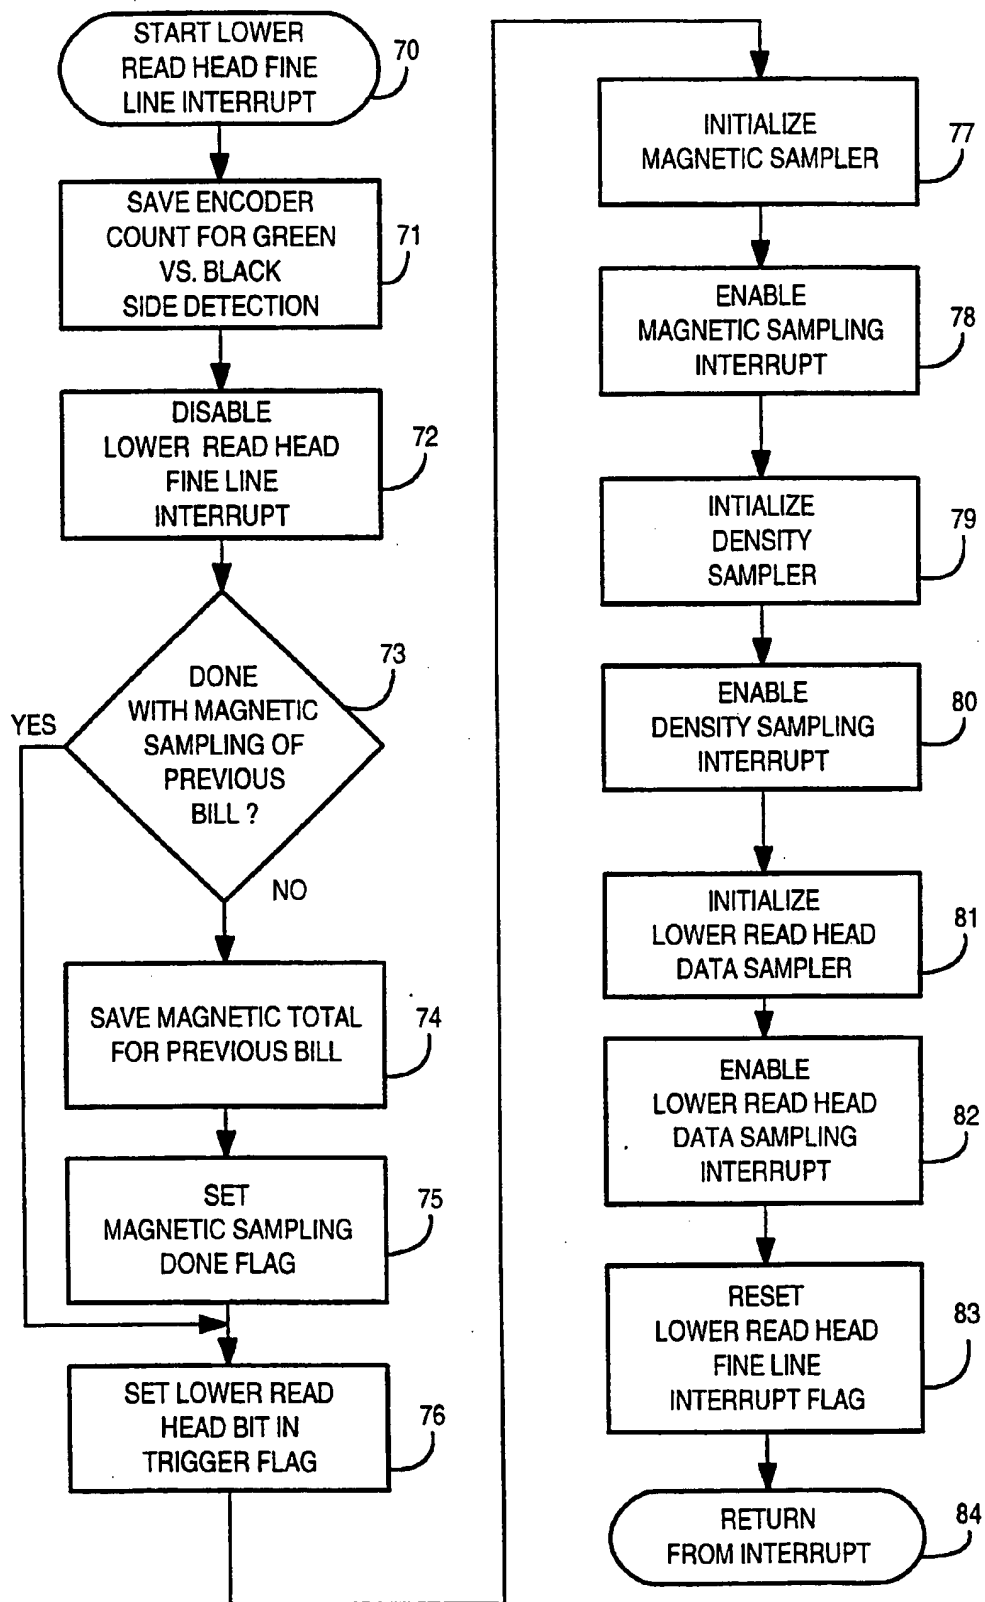 START LOWER
READ HEAD FINE
LINE INTERRUPT
70
SAVE ENCODER
COUNT FOR GREEN
VS. BLACK
SIDE DETECTION
71
DISABLE
LOWER READ HEAD
FINE LINE
INTERRUPT
72
DONE
WITH MAGNETIC
SAMPLING OF
PREVIOUS
BILL ?
73
YES
NO
SAVE MAGNETIC TOTAL
FOR PREVIOUS BILL
74
SET
MAGNETIC SAMPLING
DONE FLAG
75
SET LOWER READ
HEAD BIT IN
TRIGGER FLAG
76
INITIALIZE
MAGNETIC SAMPLER
77
ENABLE
MAGNETIC SAMPLING
INTERRUPT
78
INTIALIZE
DENSITY
SAMPLER
79
ENABLE
DENSITY SAMPLING
INTERRUPT
80
INITIALIZE
LOWER READ HEAD
DATA SAMPLER
81
ENABLE
LOWER READ HEAD
DATA SAMPLING
INTERRUPT
82
RESET
LOWER READ HEAD
FINE LINE
INTERRUPT FLAG
83
RETURN
FROM INTERRUPT
84